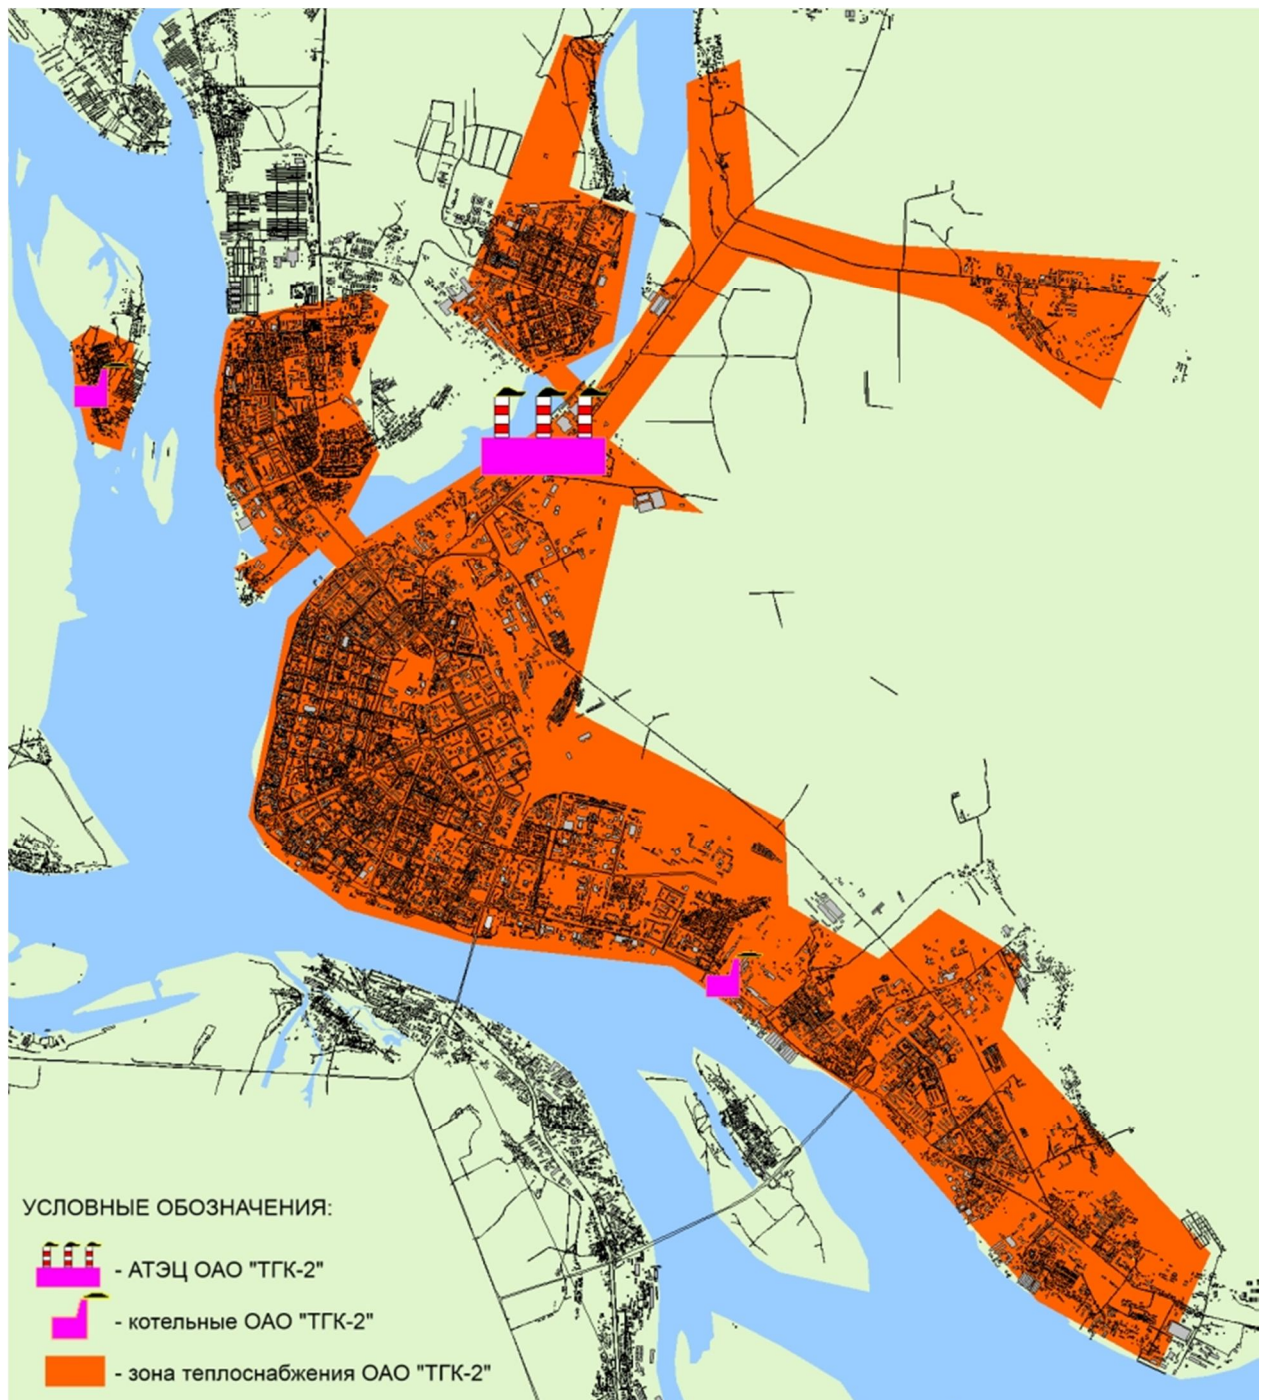 УСЛОВНЫЕ ОБОЗНАЧЕНИЯ:
- АТЭЦ ОАО "ТГК-2"
- котельные ОАО "ТГК-2"
- зона теплоснабжения ОАО "ТГК-2"